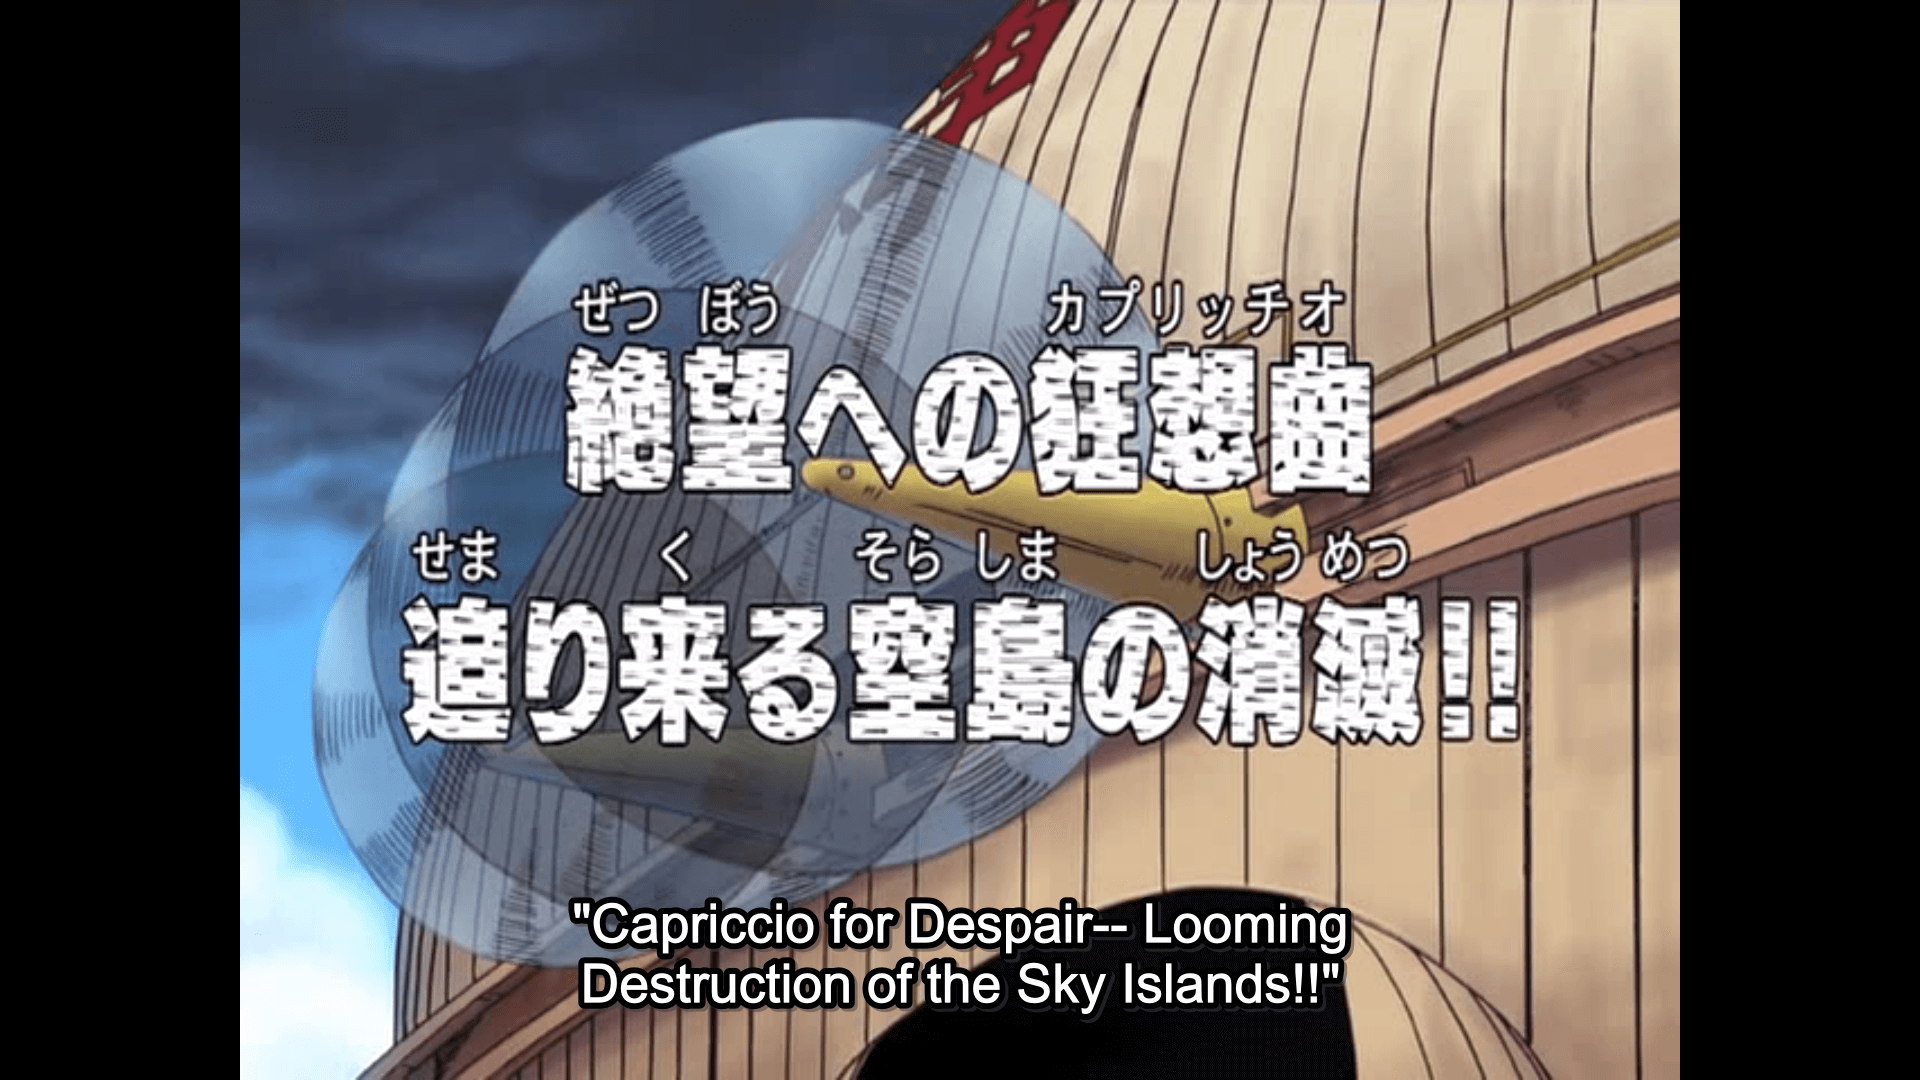 ぜつ ぼう カプリッチオ
絶望への狂想曲
せま く そら しま しょう めつ
迫り来る空島の消滅!!
"Capriccio for Despair-- Looming
Destruction of the Sky Islands!!"